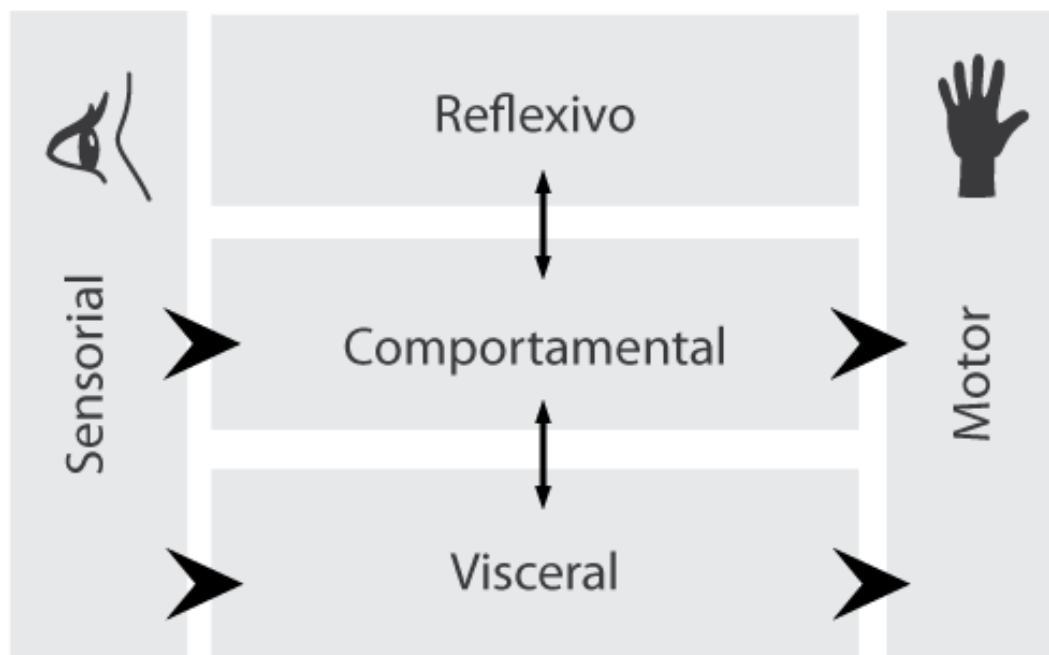 Reflexivo
Sensorial
Comportamental
Motor
Visceral